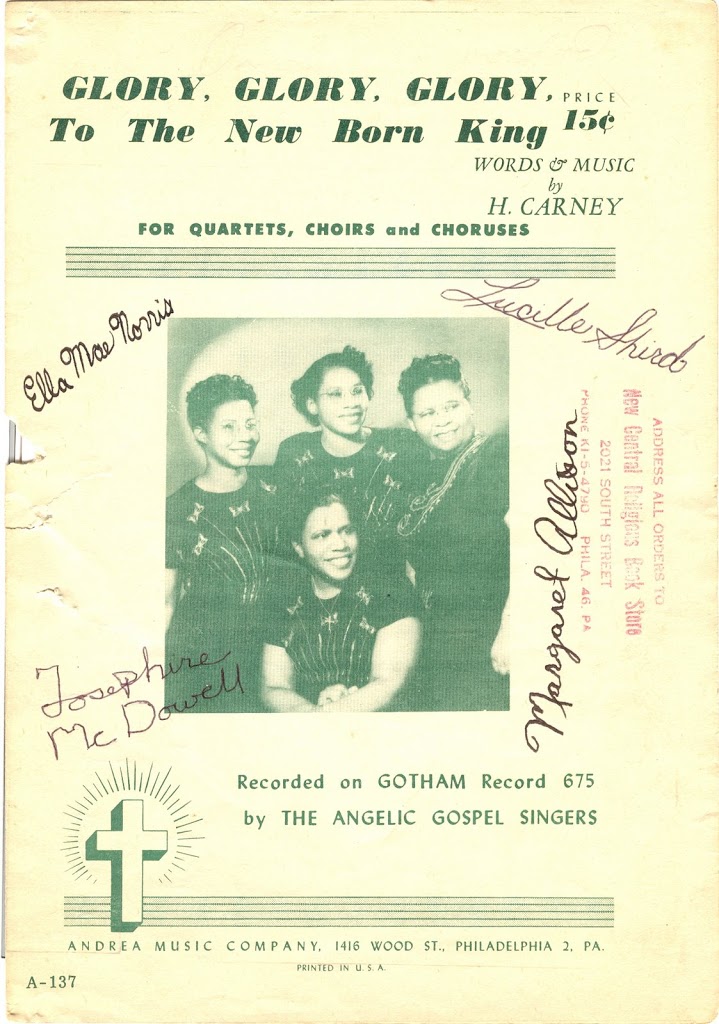 GLORY, GLORY, GLORY,
To The New Born King
PRICE
15¢
WORDS & MUSIC
by
H. CARNEY
FOR QUARTETS, CHOIRS and CHORUSES
Ella Mae Norris
Lucille Shird
Margaret Allison
PHONE KI-5-4790 PHILA. 46, PA
2021 SOUTH STREET
New Central Religious Book Store
ADDRESS ALL ORDERS TO
Josephine
McDowell
Recorded on GOTHAM Record 675
by THE ANGELIC GOSPEL SINGERS
ANDREA MUSIC COMPANY, 1416 WOOD ST., PHILADELPHIA 2, PA.
PRINTED IN U. S. A.
A-137